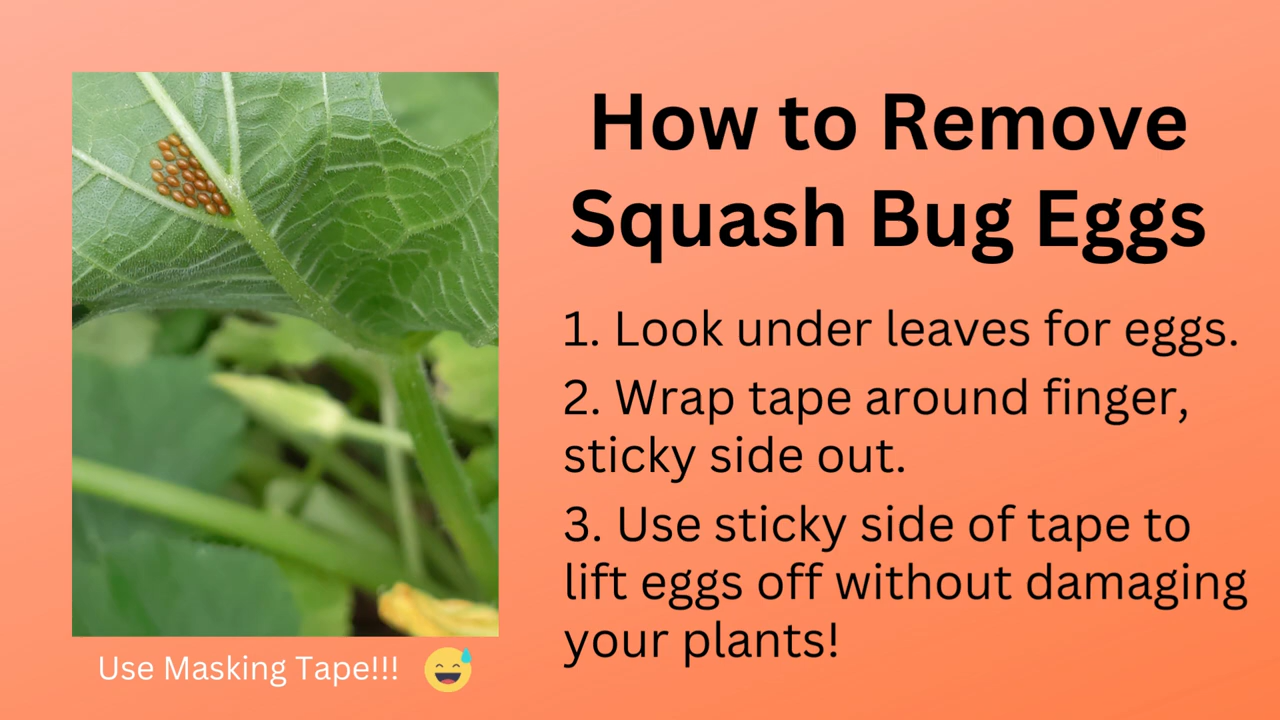 How to Remove
Squash Bug Eggs
1. Look under leaves for eggs.
2. Wrap tape around finger,
sticky side out.
3. Use sticky side of tape to
lift eggs off without damaging
your plants!
Use Masking Tape!!!